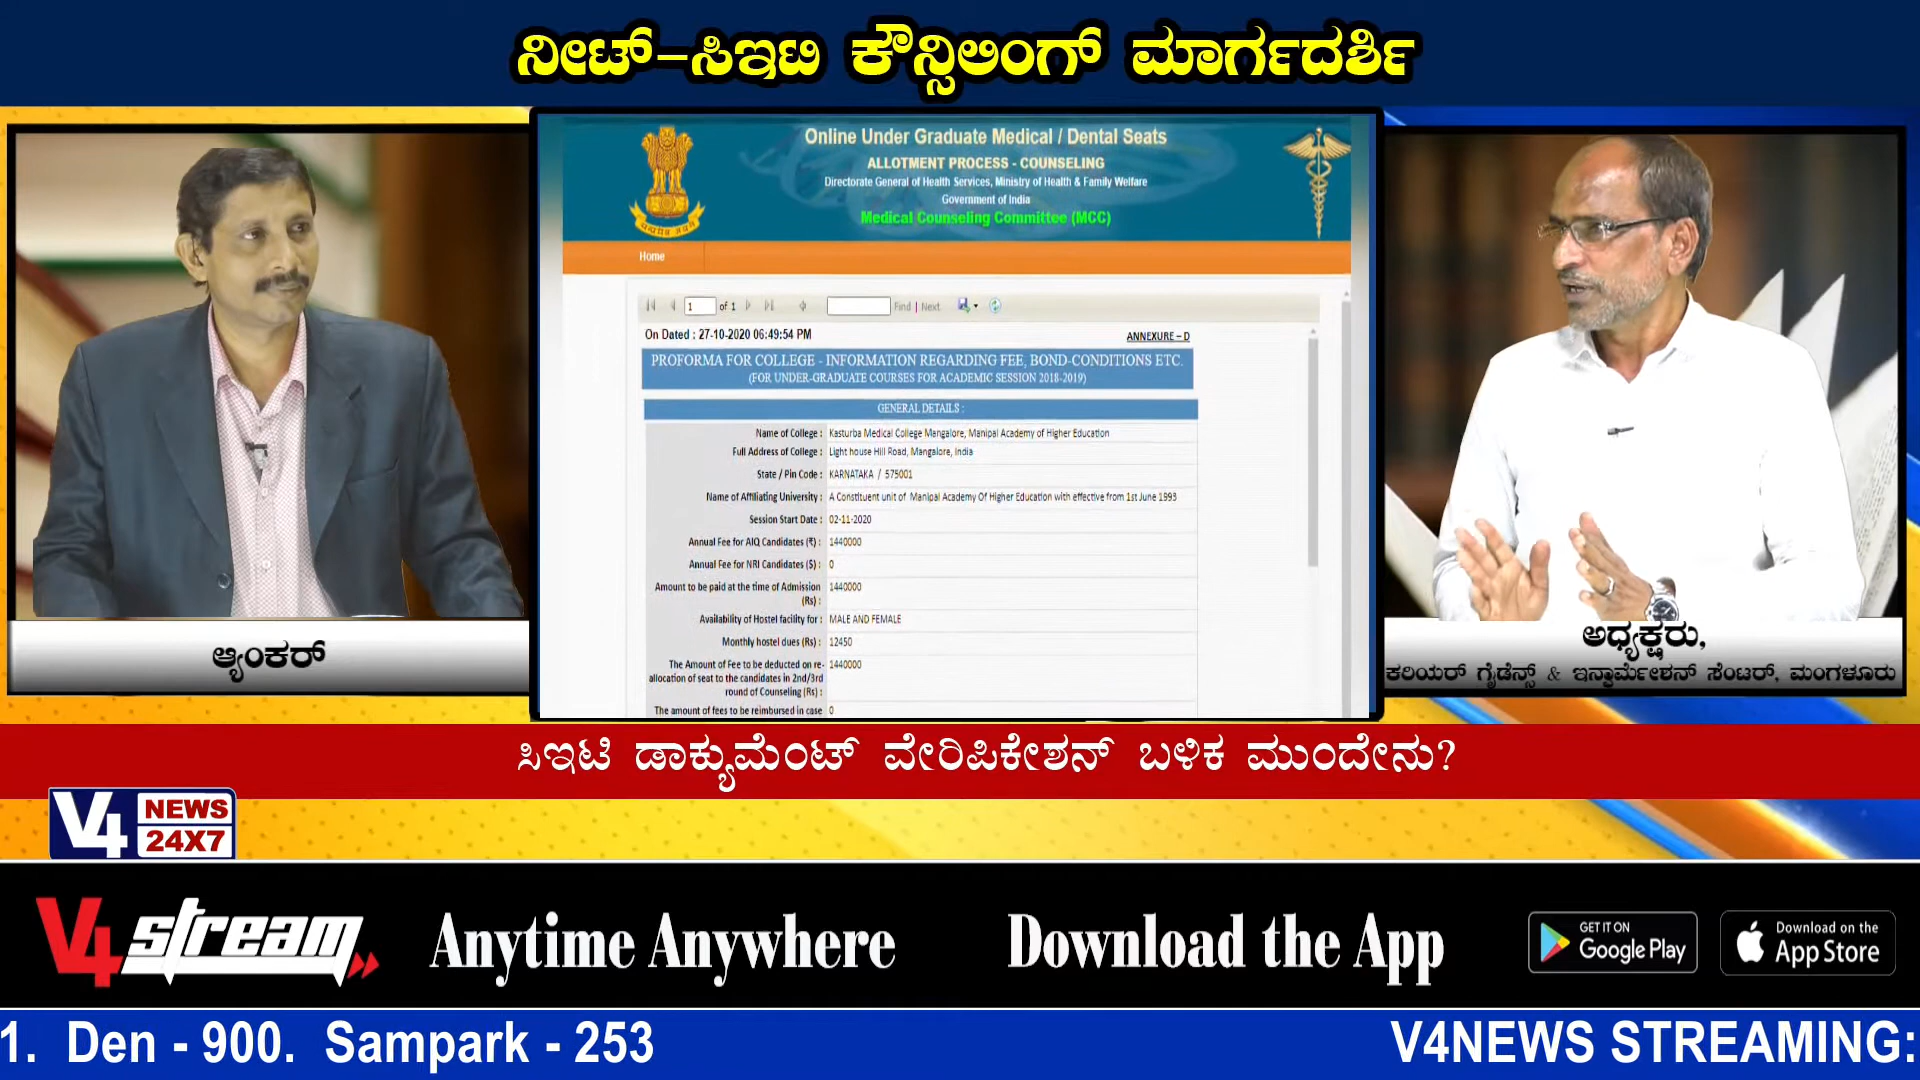 ನೀಟ್-ಸಿಇಟಿ ಕೌನ್ಸಿಲಿಂಗ್ ಮಾರ್ಗದರ್ಶಿ
Online Under Graduate Medical / Dental Seats
ALLOTMENT PROCESS - COUNSELING
Directorate General of Health Services, Ministry of Health & Family Welfare
Government of India
Medical Counseling Committee (MCC)
Home
1 of 1 Find | Next
On Dated : 27-10-2020 06:49:54 PM
ANNEXURE – D
PROFORMA FOR COLLEGE - INFORMATION REGARDING FEE, BOND-CONDITIONS ETC.
(FOR UNDER-GRADUATE COURSES FOR ACADEMIC SESSION 2018-2019)
GENERAL DETAILS :
Name of College : Kasturba Medical College Mangalore, Manipal Academy of Higher Education
Full Address of College : Light house Hill Road, Mangalore, India
State / Pin Code : KARNATAKA / 575001
Name of Affiliating University : A Constituent unit of Manipal Academy Of Higher Education with effective from 1st June 1993
Session Start Date : 02-11-2020
Annual Fee for AIQ Candidates (₹) : 1440000
Annual Fee for NRI Candidates ($) : 0
Amount to be paid at the time of Admission 1440000
(Rs) :
Availability of Hostel facility for : MALE AND FEMALE
Monthly hostel dues (Rs) : 12450
The Amount of Fee to be deducted on re- 1440000
allocation of seat to the candidates in 2nd/3rd
round of Counseling (Rs) :
The amount of fees to be reimbursed in case 0
ಆ್ಯಂಕರ್
ಅಧ್ಯಕ್ಷರು,
ಕರಿಯರ್ ಗೈಡೆನ್ಸ್ & ಇನ್ಫಾರ್ಮೇಶನ್ ಸೆಂಟರ್, ಮಂಗಳೂರು
ಸಿಇಟಿ ಡಾಕ್ಯುಮೆಂಟ್ ವೇರಿಪಿಕೇಶನ್ ಬಳಿಕ ಮುಂದೇನು?
V4 NEWS
24X7
V4 stream Anytime Anywhere Download the App
GET IT ON
Google Play
Download on the
App Store
1. Den - 900. Sampark - 253 V4NEWS STREAMING: